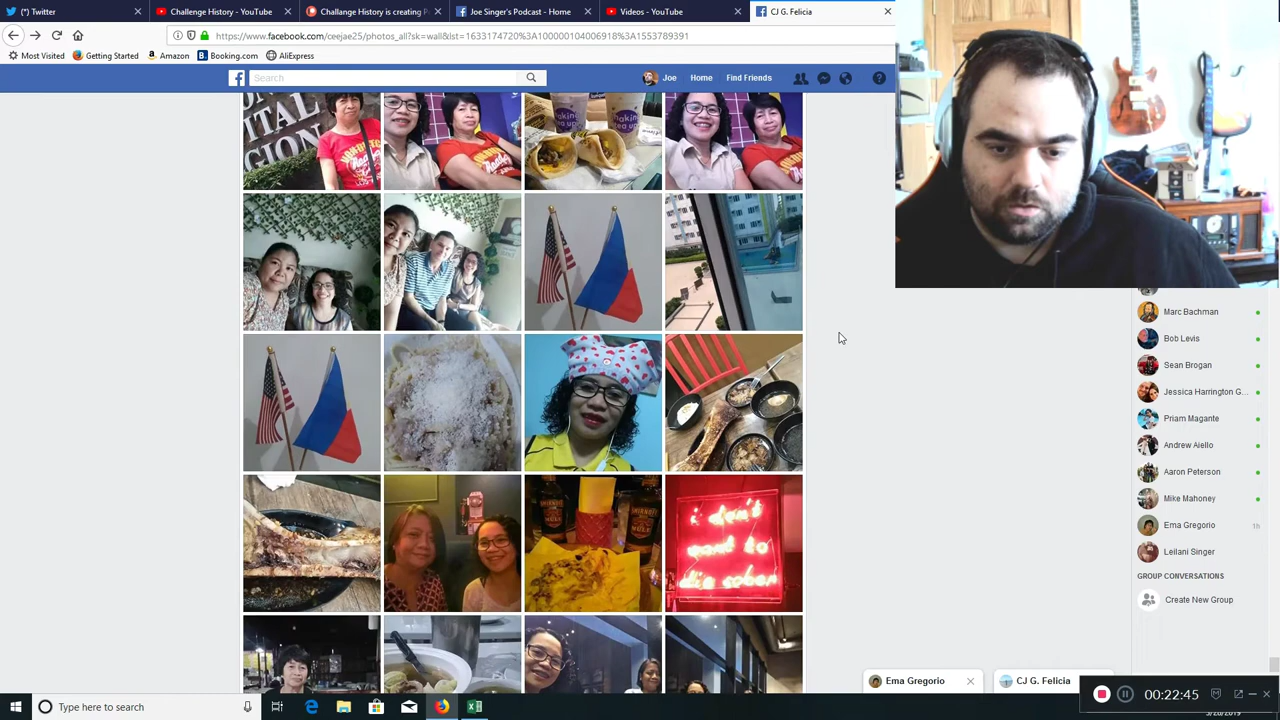 (*) Twitter
Challenge History - YouTube
Challange History is creating P
Joe Singer's Podcast - Home
Videos - YouTube
CJ G. Felicia
https://www.facebook.com/ceejae25/photos_all?sk=wall&lst=1633174720%3A100000104006918%3A1553789391
Most Visited
Getting Started
Amazon
Booking.com
AliExpress
Search
Joe
Home
Find Friends
i don't
want to
die sober
Marc Bachman
Bob Levis
Sean Brogan
Jessica Harrington G...
Priam Magante
Andrew Aiello
Aaron Peterson
Mike Mahoney
Ema Gregorio
1h
Leilani Singer
GROUP CONVERSATIONS
Create New Group
Ema Gregorio
CJ G. Felicia
00:22:45
Type here to search